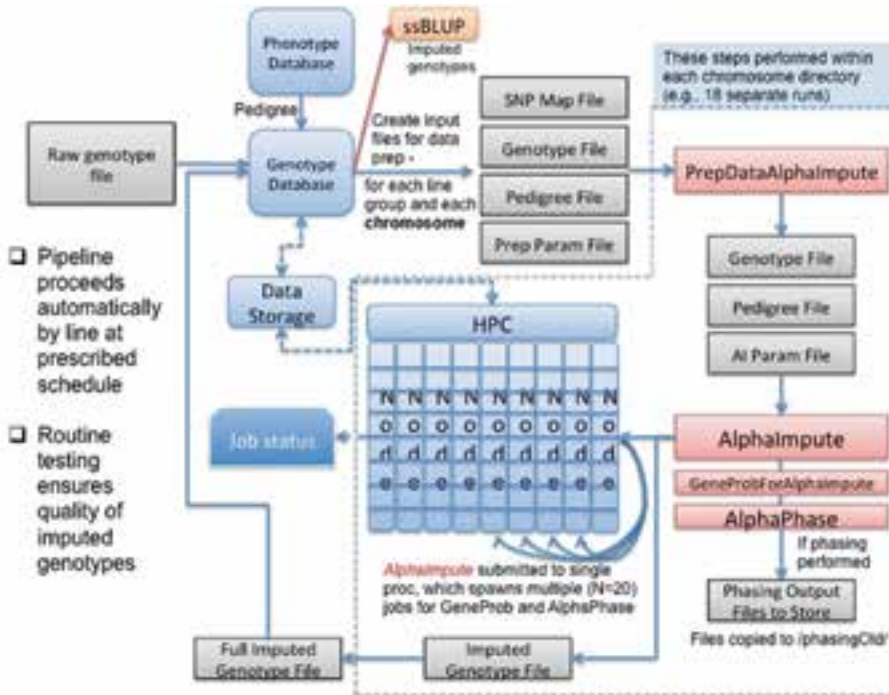 ssBLUP
Imputed
genotypes
Phenotype
Database
These steps performed within
each chromosome directory
(e.g., 18 separate runs)
Pedigree
Create input
files for data
prep -
for each line
group and each
chromosome
SNP Map File
Genotype File
Pedigree File
Prep Param File
Raw genotype
file
Genotype
Database
PrepDataAlphaImpute
Genotype File
Pedigree File
AI Param File
❑ Pipeline
proceeds
automatically
by line at
prescribed
schedule
Data
Storage
HPC
N N N N N N N N
o o o o o o o o
d d d d d d d d
e e e e e e e e
Job status
AlphaImpute
GeneProbForAlphaImpute
AlphaPhase
If phasing
performed
❑ Routine
testing
ensures
quality of
imputed
genotypes
AlphaImpute submitted to single
proc, which spawns multiple (N=20)
jobs for GeneProb and AlphaPhase
Phasing Output
Files to Store
Files copied to /phasingOld/
Full Imputed
Genotype File
Imputed
Genotype File